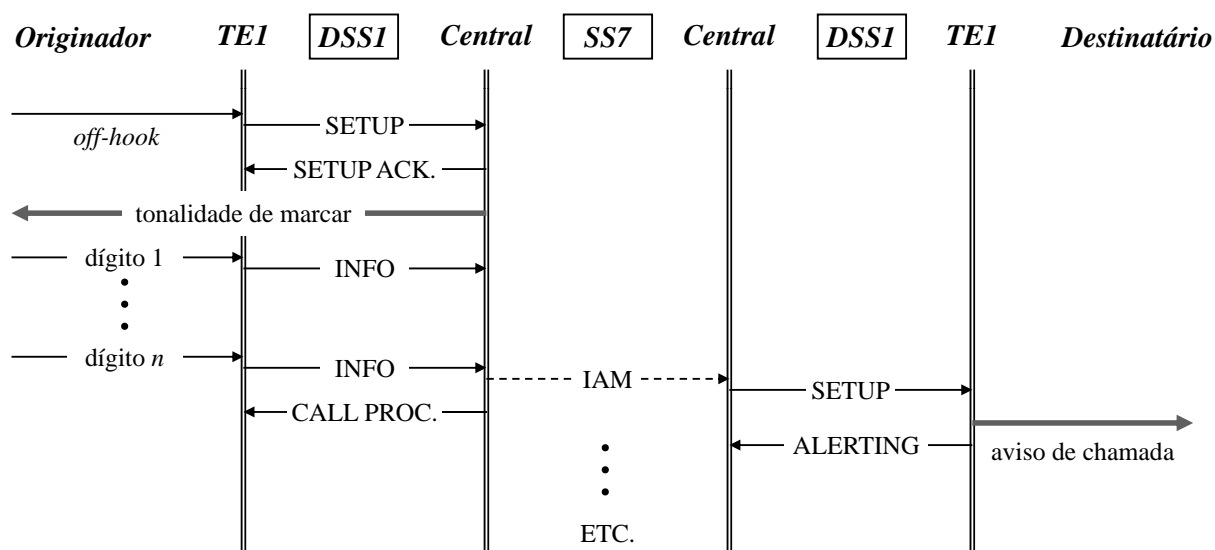 Originador TE1 DSS1 Central SS7 Central DSS1 TE1 Destinatário
off-hook
SETUP
SETUP ACK.
tonalidade de marcar
dígito 1
INFO
dígito n
INFO
IAM
SETUP
CALL PROC.
ALERTING
aviso de chamada
ETC.